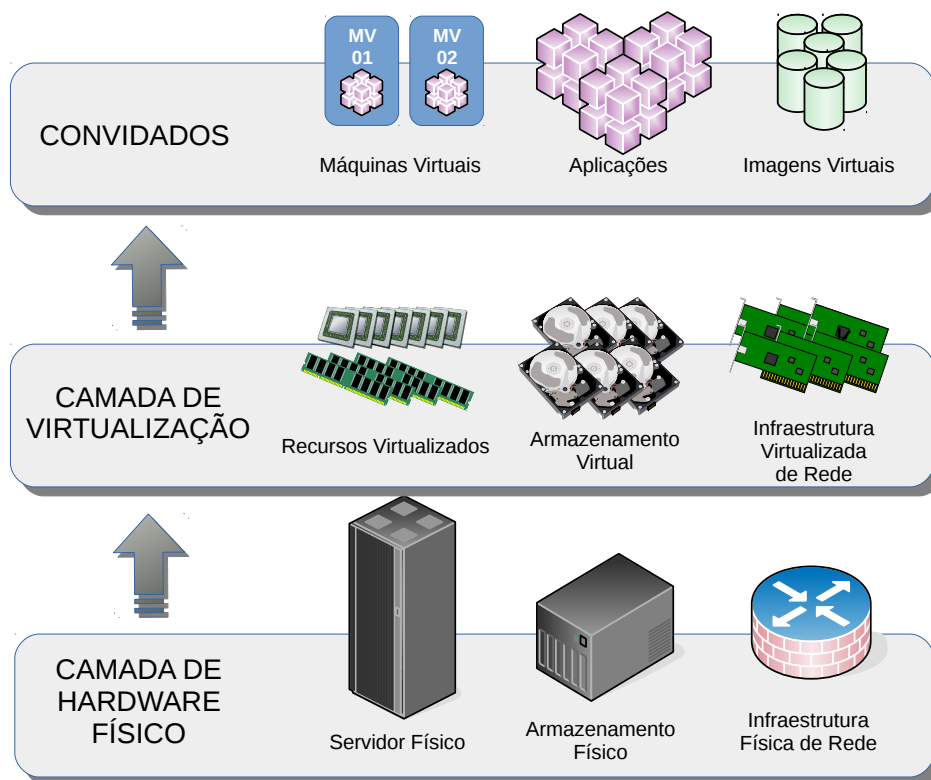 MV
01
MV
02
CONVIDADOS
Máquinas Virtuais
Aplicações
Imagens Virtuais
CAMADA DE
VIRTUALIZAÇÃO
Recursos Virtualizados
Armazenamento
Virtual
Infraestrutura
Virtualizada
de Rede
CAMADA DE
HARDWARE
FÍSICO
Servidor Físico
Armazenamento
Físico
Infraestrutura
Física de Rede